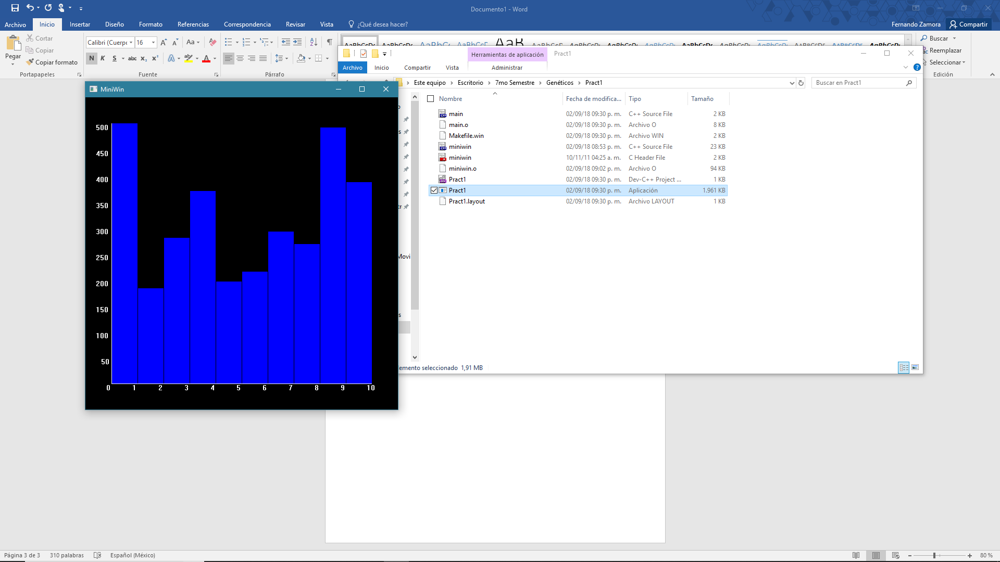 Documento1 - Word
Archivo Inicio Insertar Diseño Formato Referencias Correspondencia Revisar Vista ¿Qué desea hacer? Fernando Zamora Compartir
Pegar
Cortar
Copiar
Copiar formato
Portapapeles
Calibri (Cuerpo 16
Aa
N K S abc x₂ x² A ab A
Fuente
Párrafo
Buscar
Reemplazar
Seleccionar
Edición
Herramientas de aplicación Pract1
Archivo Inicio Compartir Vista Administrar
Este equipo Escritorio 7mo Semestre Genéticos Pract1
Buscar en Pract1
Nombre Fecha de modifica... Tipo Tamaño
main 02/09/18 09:30 p. m. C++ Source File 2 KB
main.o 02/09/18 09:30 p. m. Archivo O 8 KB
Makefile.win 02/09/18 09:30 p. m. Archivo WIN 2 KB
miniwin 02/09/18 08:53 p. m. C++ Source File 23 KB
miniwin 10/11/11 04:25 a. m. C Header File 2 KB
miniwin.o 02/09/18 09:02 p. m. Archivo O 94 KB
Pract1 02/09/18 09:30 p. m. Dev-C++ Project ... 1 KB
Pract1 02/09/18 09:30 p. m. Aplicación 1.961 KB
Pract1.layout 02/09/18 09:30 p. m. Archivo LAYOUT 1 KB
Movi
lemento seleccionado 1,91 MB
MiniWin
500
450
400
350
300
250
200
150
100
50
0 1 2 3 4 5 6 7 8 9 10
Página 3 de 3 310 palabras Español (México) 80 %